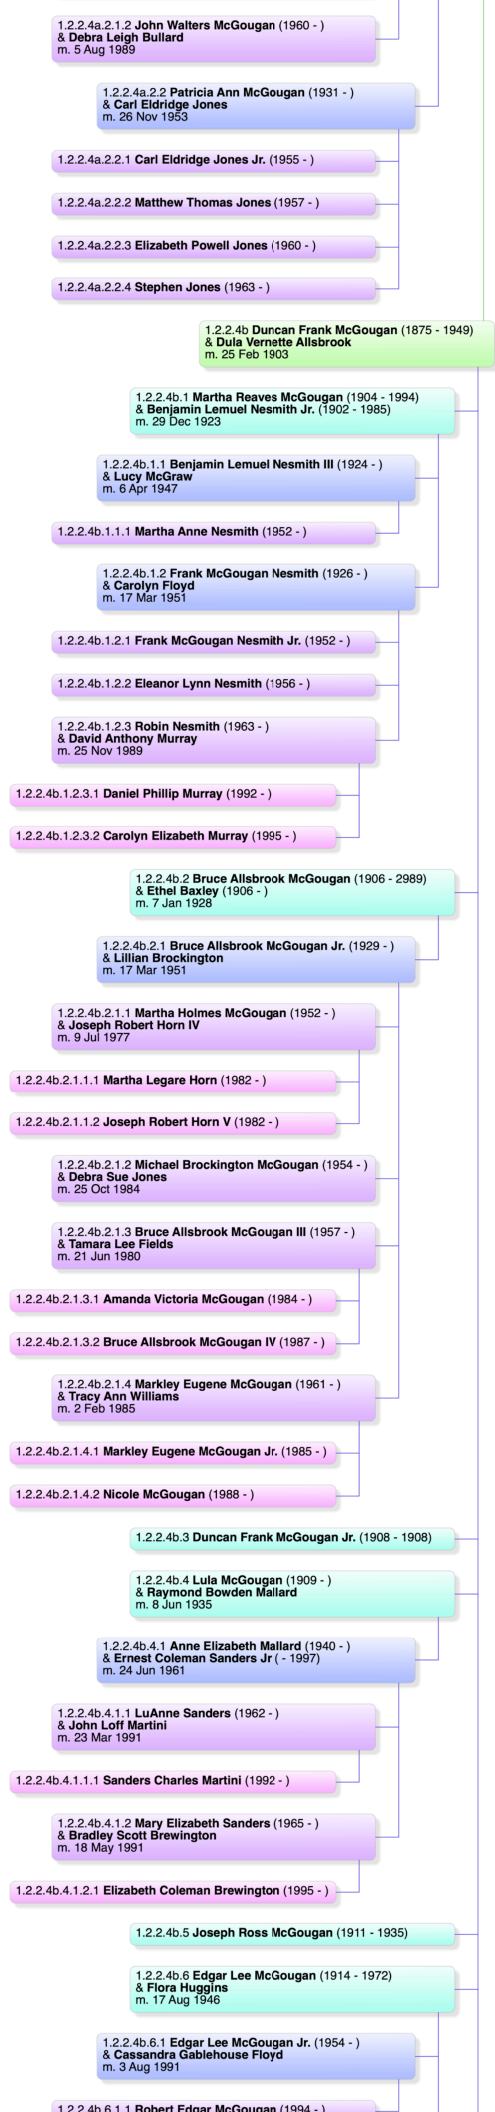 1.2.2.4a.2.1.2 John Walters McGougan (1960 - )
& Debra Leigh Bullard
m. 5 Aug 1989
1.2.2.4a.2.2 Patricia Ann McGougan (1931 - )
& Carl Eldridge Jones
m. 26 Nov 1953
1.2.2.4a.2.2.1 Carl Eldridge Jones Jr. (1955 - )
1.2.2.4a.2.2.2 Matthew Thomas Jones (1957 - )
1.2.2.4a.2.2.3 Elizabeth Powell Jones (1960 - )
1.2.2.4a.2.2.4 Stephen Jones (1963 - )
1.2.2.4b Duncan Frank McGougan (1875 - 1949)
& Dula Vernette Allsbrook
m. 25 Feb 1903
1.2.2.4b.1 Martha Reaves McGougan (1904 - 1994)
& Benjamin Lemuel Nesmith Jr. (1902 - 1985)
m. 29 Dec 1923
1.2.2.4b.1.1 Benjamin Lemuel Nesmith III (1924 - )
& Lucy McGraw
m. 6 Apr 1947
1.2.2.4b.1.1.1 Martha Anne Nesmith (1952 - )
1.2.2.4b.1.2 Frank McGougan Nesmith (1926 - )
& Carolyn Floyd
m. 17 Mar 1951
1.2.2.4b.1.2.1 Frank McGougan Nesmith Jr. (1952 - )
1.2.2.4b.1.2.2 Eleanor Lynn Nesmith (1956 - )
1.2.2.4b.1.2.3 Robin Nesmith (1963 - )
& David Anthony Murray
m. 25 Nov 1989
1.2.2.4b.1.2.3.1 Daniel Phillip Murray (1992 - )
1.2.2.4b.1.2.3.2 Carolyn Elizabeth Murray (1995 - )
1.2.2.4b.2 Bruce Allsbrook McGougan (1906 - 2989)
& Ethel Baxley (1906 - )
m. 7 Jan 1928
1.2.2.4b.2.1 Bruce Allsbrook McGougan Jr. (1929 - )
& Lillian Brockington
m. 17 Mar 1951
1.2.2.4b.2.1.1 Martha Holmes McGougan (1952 - )
& Joseph Robert Horn IV
m. 9 Jul 1977
1.2.2.4b.2.1.1.1 Martha Legare Horn (1982 - )
1.2.2.4b.2.1.1.2 Joseph Robert Horn V (1982 - )
1.2.2.4b.2.1.2 Michael Brockington McGougan (1954 - )
& Debra Sue Jones
m. 25 Oct 1984
1.2.2.4b.2.1.3 Bruce Allsbrook McGougan III (1957 - )
& Tamara Lee Fields
m. 21 Jun 1980
1.2.2.4b.2.1.3.1 Amanda Victoria McGougan (1984 - )
1.2.2.4b.2.1.3.2 Bruce Allsbrook McGougan IV (1987 - )
1.2.2.4b.2.1.4 Markley Eugene McGougan (1961 - )
& Tracy Ann Williams
m. 2 Feb 1985
1.2.2.4b.2.1.4.1 Markley Eugene McGougan Jr. (1985 - )
1.2.2.4b.2.1.4.2 Nicole McGougan (1988 - )
1.2.2.4b.3 Duncan Frank McGougan Jr. (1908 - 1908)
1.2.2.4b.4 Lula McGougan (1909 - )
& Raymond Bowden Mallard
m. 8 Jun 1935
1.2.2.4b.4.1 Anne Elizabeth Mallard (1940 - )
& Ernest Coleman Sanders Jr ( - 1997)
m. 24 Jun 1961
1.2.2.4b.4.1.1 LuAnne Sanders (1962 - )
& John Loff Martini
m. 23 Mar 1991
1.2.2.4b.4.1.1.1 Sanders Charles Martini (1992 - )
1.2.2.4b.4.1.2 Mary Elizabeth Sanders (1965 - )
& Bradley Scott Brewington
m. 18 May 1991
1.2.2.4b.4.1.2.1 Elizabeth Coleman Brewington (1995 - )
1.2.2.4b.5 Joseph Ross McGougan (1911 - 1935)
1.2.2.4b.6 Edgar Lee McGougan (1914 - 1972)
& Flora Huggins
m. 17 Aug 1946
1.2.2.4b.6.1 Edgar Lee McGougan Jr. (1954 - )
& Cassandra Gablehouse Floyd
m. 3 Aug 1991
1.2.2.4b.6.1.1 Robert Edgar McGougan (1994 - )